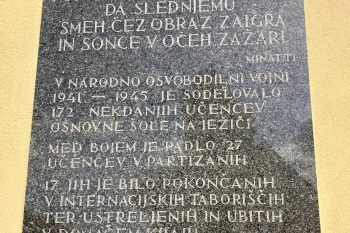 DA SLEDNJEMU
SMEH ČEZ OBRAZ ZAIGRA
IN SONCE V OČEH ZAŽARI
MINATTI
V NARODNO OSVOBODILNI VOJNI
1941 — 1945 JE SODELOVALO
172 NEKDANJIH UČENCEV
OSNOVNE ŠOLE NA JEŽICI
MED BOJEM JE PADLO 27
UČENCEV V PARTIZANIH
17 JIH JE BILO POKONČANIH
V INTERNACIJSKIH TABORIŠČIH
TER USTRELJENIH IN UBITIH
V DOMAČEM KRAJU